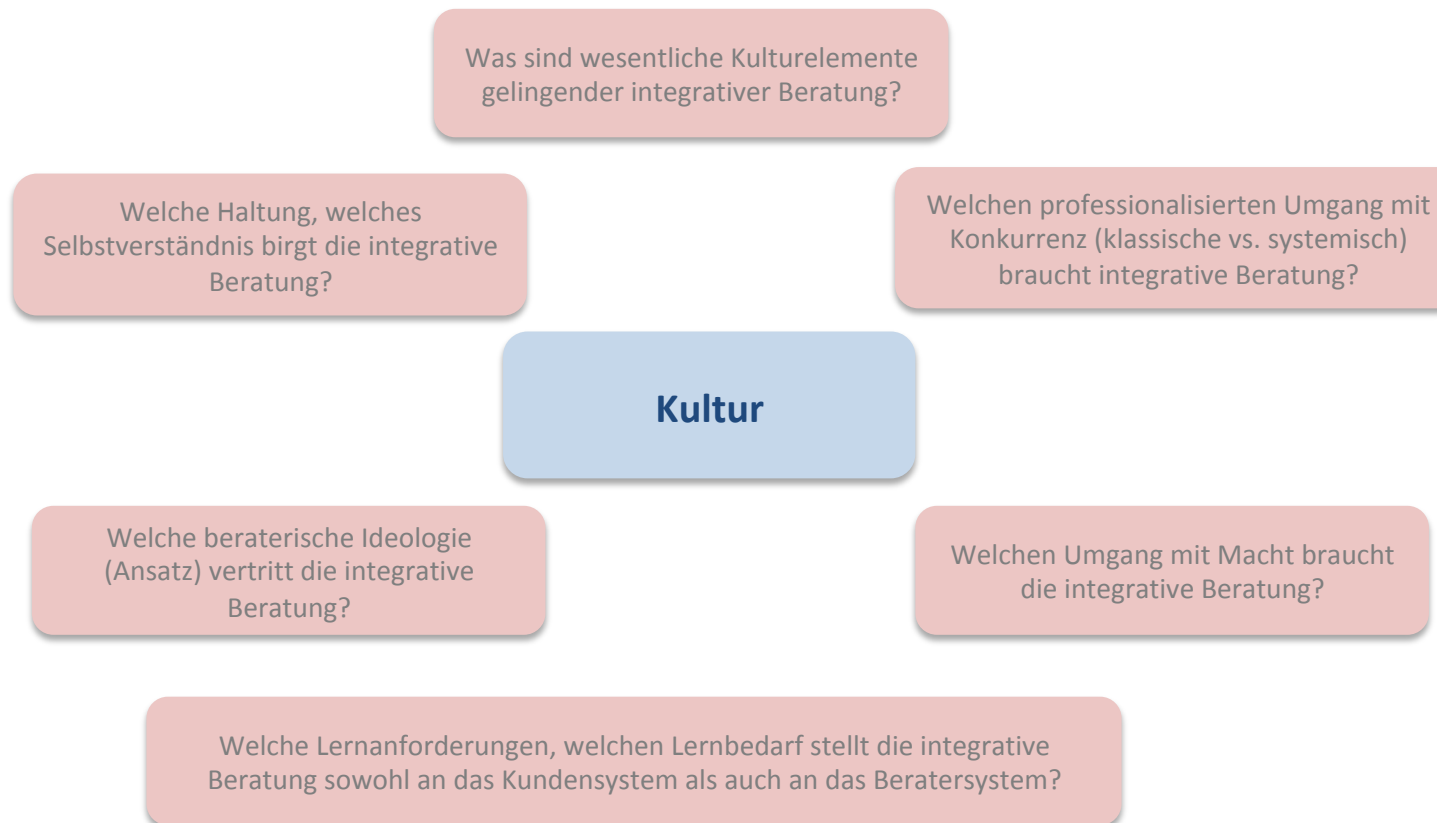 Was sind wesentliche Kulturelemente
gelingender integrativer Beratung?
Welche Haltung, welches
Selbstverständnis birgt die integrative
Beratung?
Welchen professionalisierten Umgang mit
Konkurrenz (klassische vs. systemisch)
braucht integrative Beratung?
Kultur
Welche beraterische Ideologie
(Ansatz) vertritt die integrative
Beratung?
Welchen Umgang mit Macht braucht
die integrative Beratung?
Welche Lernanforderungen, welchen Lernbedarf stellt die integrative
Beratung sowohl an das Kundensystem als auch an das Beratersystem?